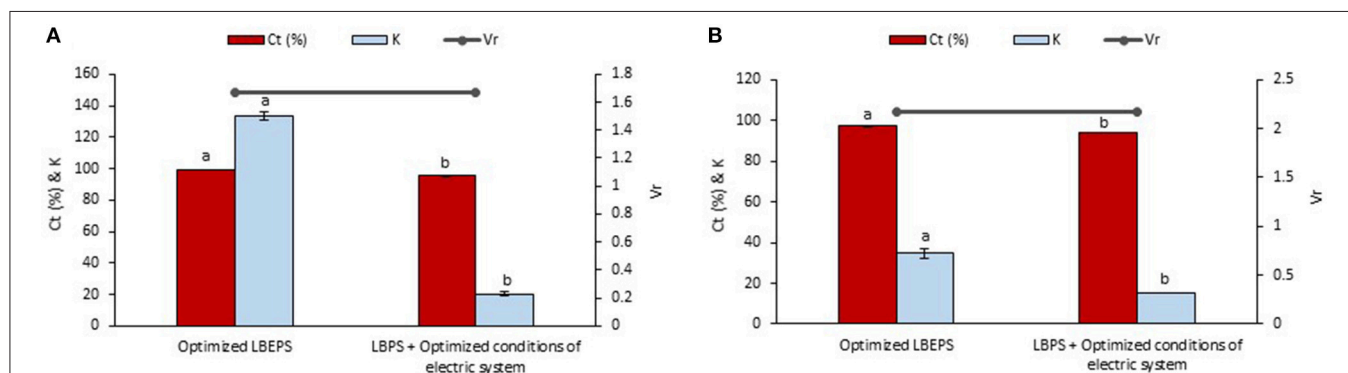 A
Ct (%) K Vr
160 1.8
140 1.6
120 1.4
100 1.2
80 1
60 0.8
40 0.6
20 0.4
0 0.2
0
Ct (%) & K
Vr
a a b b
Optimized LBEPS
LBPS + Optimized conditions of
electric system
B
Ct (%) K Vr
120 2.5
100 2
80 1.5
60 1
40 0.5
20 0
0
Ct (%) & K
Vr
a a b b
Optimized LBEPS
LBPS + Optimized conditions of
electric system